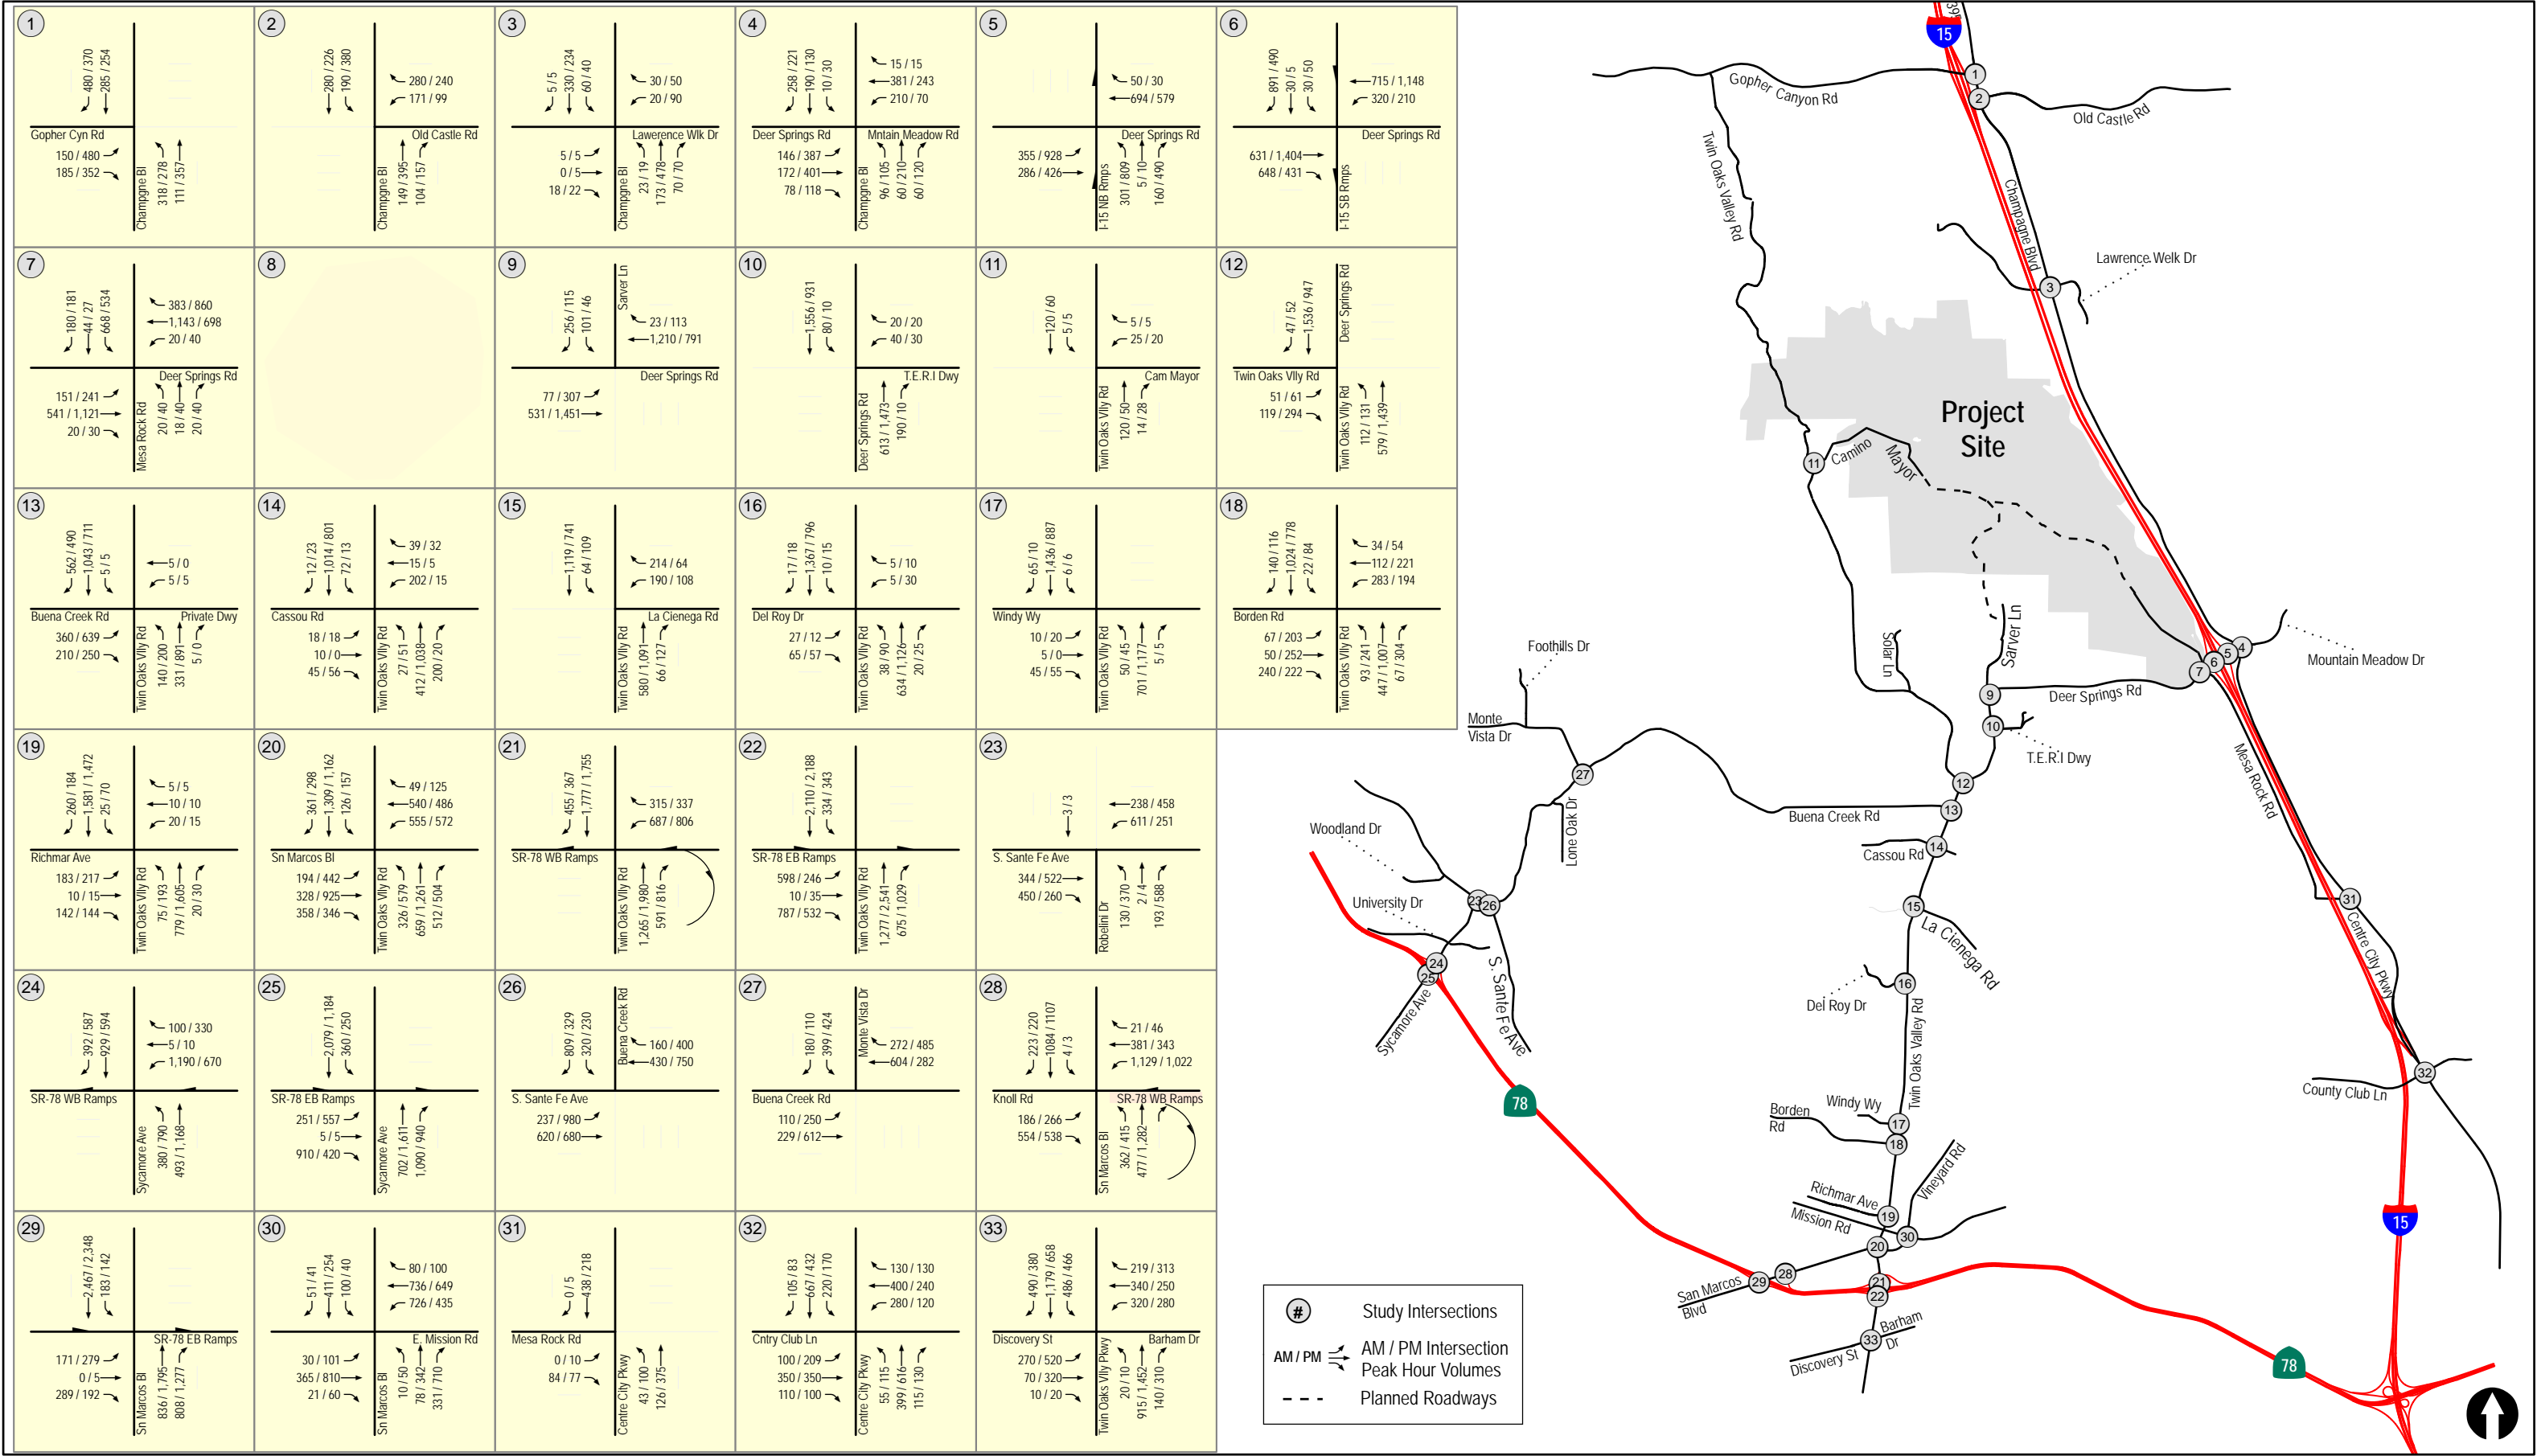 1
480 / 370
285 / 254
Gopher Cyn Rd
150 / 480
185 / 352
Champgne Bl
318 / 278
111 / 357
2
280 / 226
190 / 380
280 / 240
171 / 99
Old Castle Rd
Champgne Bl
149 / 395
104 / 157
3
5 / 5
330 / 234
60 / 40
30 / 50
20 / 90
Lawerence Wlk Dr
5 / 5
0 / 5
18 / 22
Champgne Bl
23 / 19
173 / 478
70 / 70
4
258 / 221
190 / 130
10 / 30
15 / 15
381 / 243
210 / 70
Deer Springs Rd
Mntain Meadow Rd
146 / 387
172 / 401
78 / 118
Champgne Bl
96 / 105
60 / 210
60 / 120
5
50 / 30
694 / 579
Deer Springs Rd
355 / 928
286 / 426
I-15 NB Rmps
301 / 809
5 / 10
160 / 490
6
891 / 490
30 / 5
30 / 50
715 / 1,148
320 / 210
Deer Springs Rd
631 / 1,404
648 / 431
I-15 SB Rmps
7
180 / 181
44 / 27
668 / 534
383 / 860
1,143 / 698
20 / 40
Deer Springs Rd
151 / 241
541 / 1,121
20 / 30
Mesa Rock Rd
20 / 40
18 / 40
20 / 40
8
9
256 / 115
101 / 46
Sarver Ln
23 / 113
1,210 / 791
Deer Springs Rd
77 / 307
531 / 1,451
10
1,556 / 931
80 / 10
20 / 20
40 / 30
T.E.R.I Dwy
Deer Springs Rd
613 / 1,473
190 / 10
11
120 / 60
5 / 5
5 / 5
25 / 20
Cam Mayor
Twin Oaks Vlly Rd
120 / 50
14 / 28
12
47 / 52
1,536 / 947
Deer Springs Rd
Twin Oaks Vlly Rd
51 / 61
119 / 294
Twin Oaks Vlly Rd
112 / 131
579 / 1,439
13
562 / 490
1,043 / 711
5 / 5
5 / 0
5 / 5
Buena Creek Rd
Private Dwy
360 / 639
210 / 250
Twin Oaks Vlly Rd
140 / 200
331 / 891
5 / 0
14
12 / 23
1,014 / 801
72 / 13
39 / 32
15 / 5
202 / 15
Cassou Rd
18 / 18
10 / 0
45 / 56
Twin Oaks Vlly Rd
27 / 51
412 / 1,038
200 / 20
15
1,119 / 741
64 / 109
214 / 64
190 / 108
La Cienega Rd
Twin Oaks Vlly Rd
580 / 1,091
66 / 127
16
17 / 18
1,367 / 796
10 / 15
5 / 10
5 / 30
Del Roy Dr
27 / 12
65 / 57
Twin Oaks Vlly Rd
38 / 90
634 / 1,126
20 / 25
17
65 / 10
1,436 / 887
6 / 6
Windy Wy
10 / 20
5 / 0
45 / 55
Twin Oaks Vlly Rd
50 / 45
701 / 1,177
5 / 5
18
140 / 116
1,024 / 778
22 / 84
34 / 54
112 / 221
283 / 194
Borden Rd
67 / 203
50 / 252
240 / 222
Twin Oaks Vlly Rd
93 / 241
447 / 1,007
67 / 304
19
260 / 184
1,581 / 1,472
25 / 70
5 / 5
10 / 10
20 / 15
Richmar Ave
183 / 217
10 / 15
142 / 144
Twin Oaks Vlly Rd
75 / 193
779 / 1,605
20 / 30
20
361 / 298
1,309 / 1,162
126 / 157
49 / 125
540 / 486
555 / 572
Sn Marcos Bl
194 / 442
328 / 925
358 / 346
Twin Oaks Vlly Rd
326 / 579
659 / 1,261
512 / 504
21
455 / 367
1,777 / 1,755
315 / 337
687 / 806
SR-78 WB Ramps
Twin Oaks Vlly Rd
1,265 / 1,980
591 / 816
22
2,110 / 2,188
334 / 343
SR-78 EB Ramps
598 / 246
10 / 35
787 / 532
Twin Oaks Vlly Rd
1,277 / 2,541
675 / 1,029
23
3 / 3
238 / 458
611 / 251
S. Sante Fe Ave
344 / 522
450 / 260
Robelini Dr
130 / 370
2 / 4
193 / 588
24
392 / 587
929 / 594
100 / 330
5 / 10
1,190 / 670
SR-78 WB Ramps
Sycamore Ave
380 / 790
493 / 1,168
25
2,079 / 1,184
360 / 250
SR-78 EB Ramps
251 / 557
5 / 5
910 / 420
Sycamore Ave
702 / 1,611
1,090 / 940
26
809 / 329
320 / 230
Buena Creek Rd
160 / 400
430 / 750
S. Sante Fe Ave
237 / 980
620 / 680
27
180 / 110
399 / 424
Monte Vista Dr
272 / 485
604 / 282
Buena Creek Rd
110 / 250
229 / 612
28
223 / 220
1084 / 1107
4 / 3
21 / 46
381 / 343
1,129 / 1,022
Knoll Rd
SR-78 WB Ramps
186 / 266
554 / 538
Sn Marcos Bl
362 / 415
477 / 1,282
29
2,467 / 2,348
183 / 142
SR-78 EB Ramps
171 / 279
0 / 5
289 / 192
Sn Marcos Bl
836 / 1,795
808 / 1,277
30
51 / 41
411 / 254
100 / 40
80 / 100
736 / 649
726 / 435
E. Mission Rd
30 / 101
365 / 810
21 / 60
Sn Marcos Bl
10 / 50
78 / 342
331 / 710
31
0 / 5
438 / 218
Mesa Rock Rd
0 / 10
84 / 77
Centre City Pkwy
43 / 100
126 / 375
32
105 / 83
667 / 432
220 / 170
130 / 130
400 / 240
280 / 120
Cntry Club Ln
100 / 209
350 / 350
110 / 100
Centre City Pkwy
55 / 115
399 / 616
115 / 130
33
490 / 380
1,179 / 658
486 / 466
219 / 313
340 / 250
320 / 280
Discovery St
Barham Dr
270 / 520
70 / 320
10 / 20
Twin Oaks Vlly Pkwy
20 / 10
915 / 1,452
140 / 310
15
1
2
Gopher Canyon Rd
Old Castle Rd
Twin Oaks Valley Rd
Champagne Blvd
Lawrence Welk Dr
3
Project
Site
11
Camino
Mayor
Solar Ln
Sarver Ln
4
5
6
7
Mountain Meadow Dr
Foothills Dr
9
Deer Springs Rd
Monte
Vista Dr
10
T.E.R.I Dwy
27
12
Mesa Rock Rd
Lone Oak Dr
13
Buena Creek Rd
Woodland Dr
14
Cassou Rd
University Dr
23
26
15
La Cienega Rd
31
Centre City Pkwy
24
25
Sycamore Ave
S. Sante Fe Ave
16
Del Roy Dr
Twin Oaks Valley Rd
32
County Club Ln
78
Windy Wy
Borden
Rd
17
18
Vineyard Rd
Richmar Ave
Mission Rd
19
30
20
15
San Marcos
Blvd
29
28
21
22
33
Barham
Dr
Discovery St
78
#
Study Intersections
AM / PM
AM / PM Intersection
Peak Hour Volumes
Planned Roadways